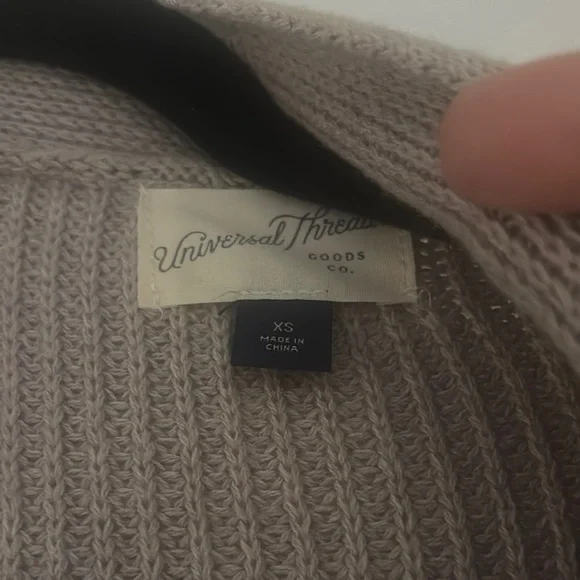 Universal Thread
GOODS
CO.
XS
MADE IN
CHINA